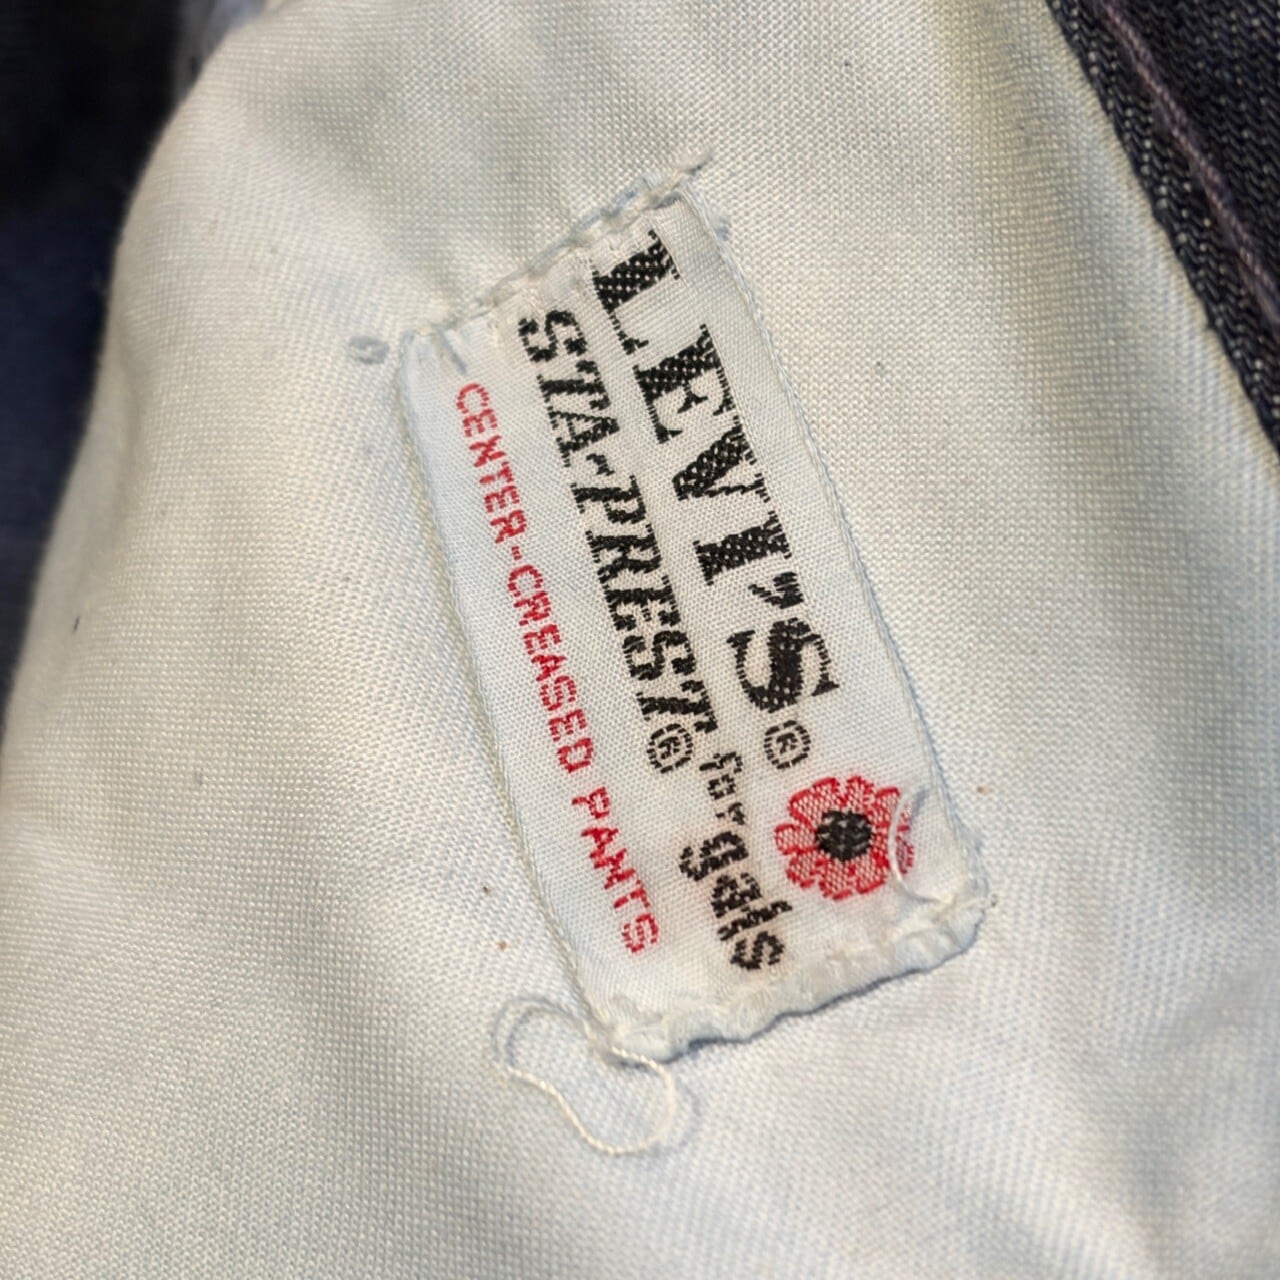 LEVI'S®
STA-PREST® for gals
CENTER-CREASED PANTS